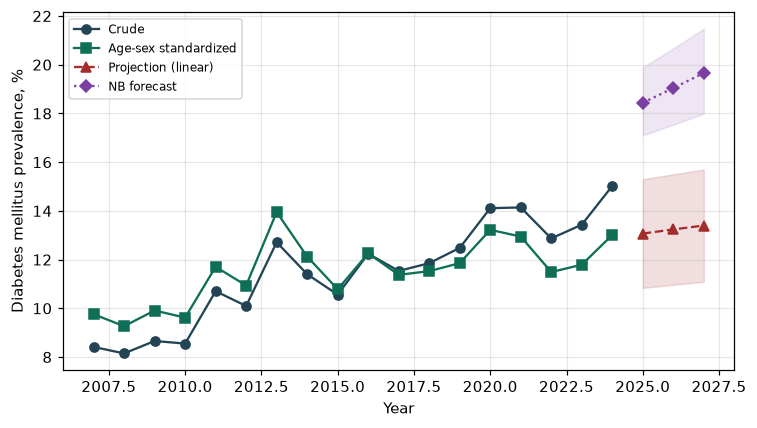 22
20
18
16
14
12
10
8
Diabetes mellitus prevalence, %
Crude
Age-sex standardized
Projection (linear)
NB forecast
2007.5 2010.0 2012.5 2015.0 2017.5 2020.0 2022.5 2025.0 2027.5
Year